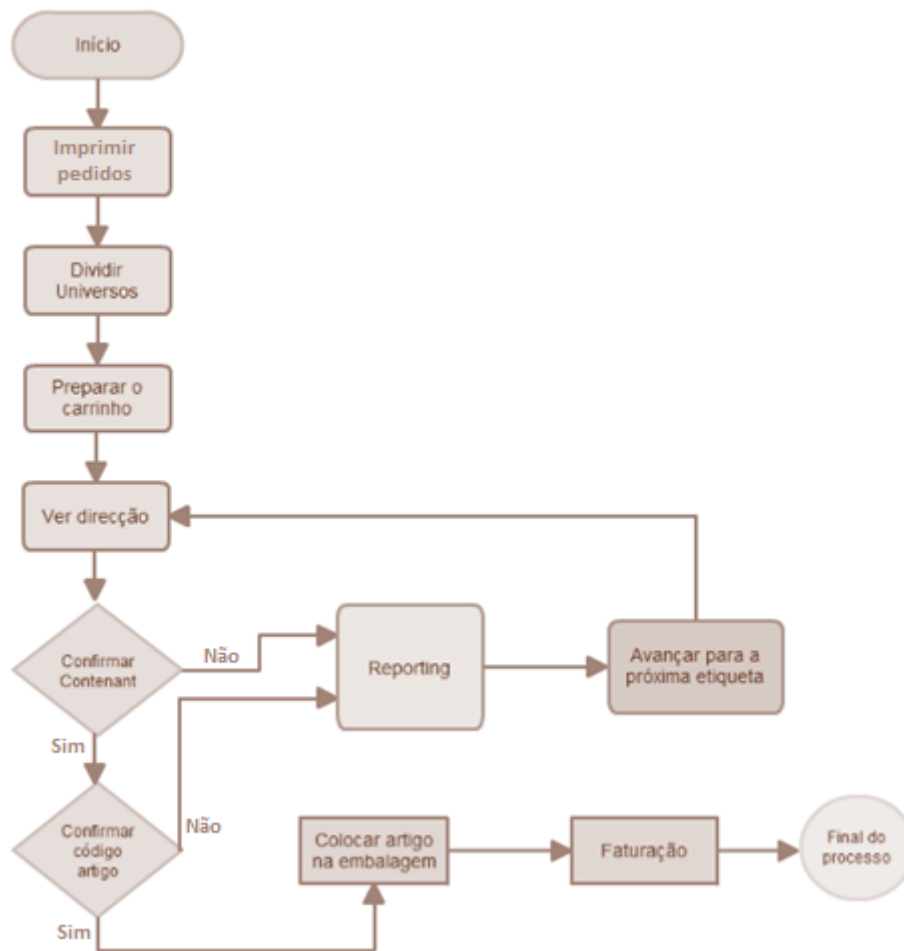 Início
Imprimir
pedidos
Dividir
Universos
Preparar o
carrinho
Ver direcção
Confirmar
Contenant
Não
Reporting
Avançar para a
próxima etiqueta
Sim
Confirmar
código
artigo
Não
Colocar artigo
na embalagem
Faturação
Final do
processo
Sim